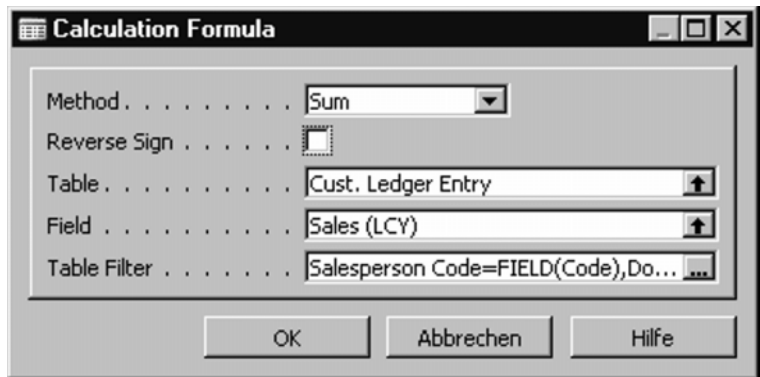 Calculation Formula
Method . . . . . . . . . Sum
Reverse Sign . . . . . .
Table . . . . . . . . . . Cust. Ledger Entry
Field . . . . . . . . . . Sales (LCY)
Table Filter . . . . . . . Salesperson Code=FIELD(Code),Do... ...
OK Abbrechen Hilfe